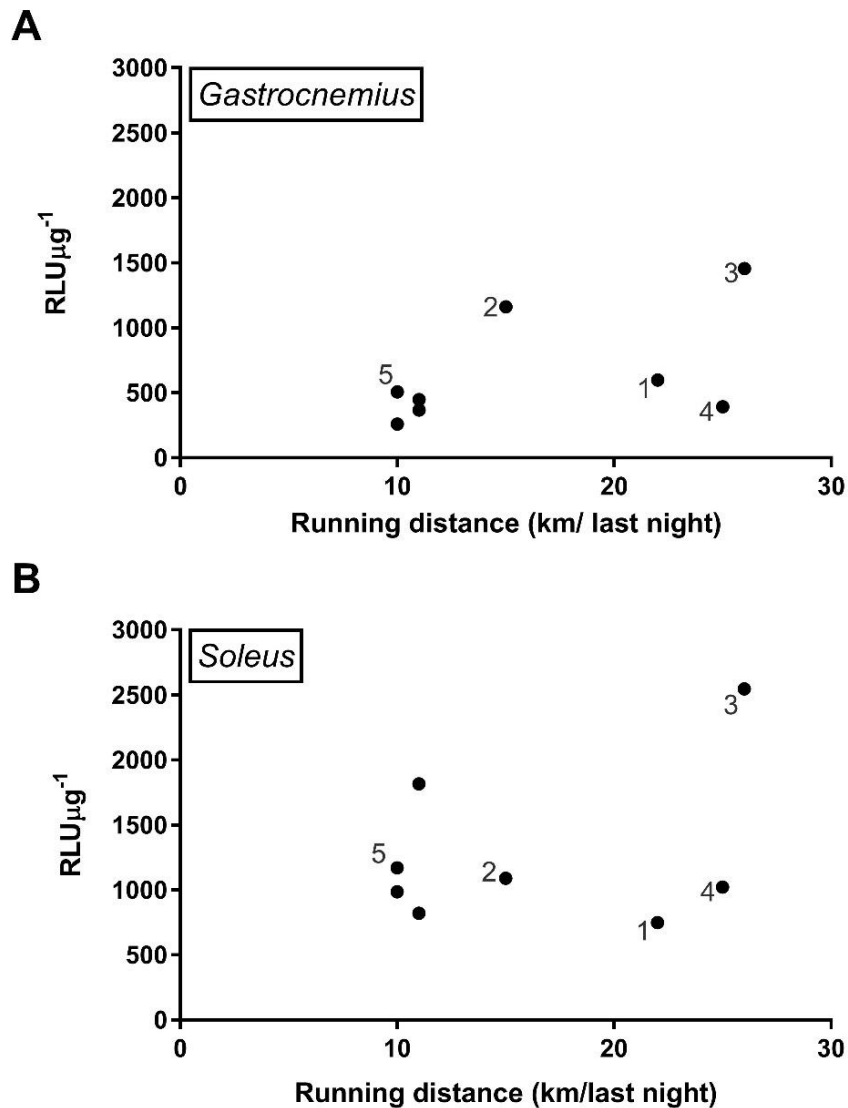 A
Gastrocnemius
3000
2500
2000
1500
1000
500
0
RLUµg⁻¹
3
2
5
1
4
0 10 20 30
Running distance (km/ last night)
B
Soleus
3000
2500
2000
1500
1000
500
0
RLUµg⁻¹
3
5
2
4
1
0 10 20 30
Running distance (km/last night)